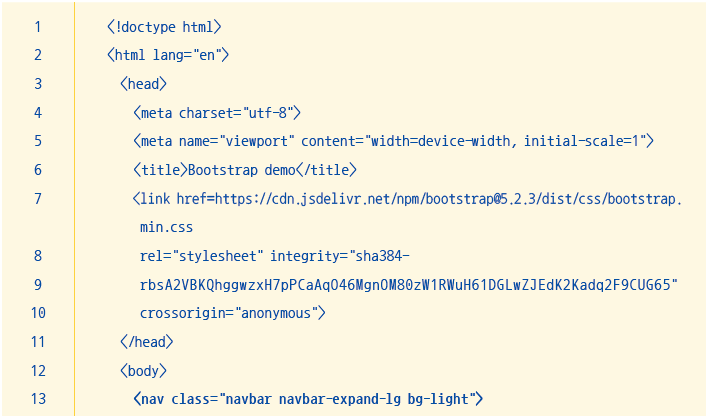 1 <!doctype html>
2 <html lang="en">
3 <head>
4 <meta charset="utf-8">
5 <meta name="viewport" content="width=device-width, initial-scale=1">
6 <title>Bootstrap demo</title>
7 <link href=https://cdn.jsdelivr.net/npm/bootstrap@5.2.3/dist/css/bootstrap.
min.css
8 rel="stylesheet" integrity="sha384-
9 rbsA2VBKQhggwzxH7pPCaAqO46MgnOM80zW1RWuH61DGLwZJEdK2Kadq2F9CUG65"
10 crossorigin="anonymous">
11 </head>
12 <body>
13 <nav class="navbar navbar-expand-lg bg-light">